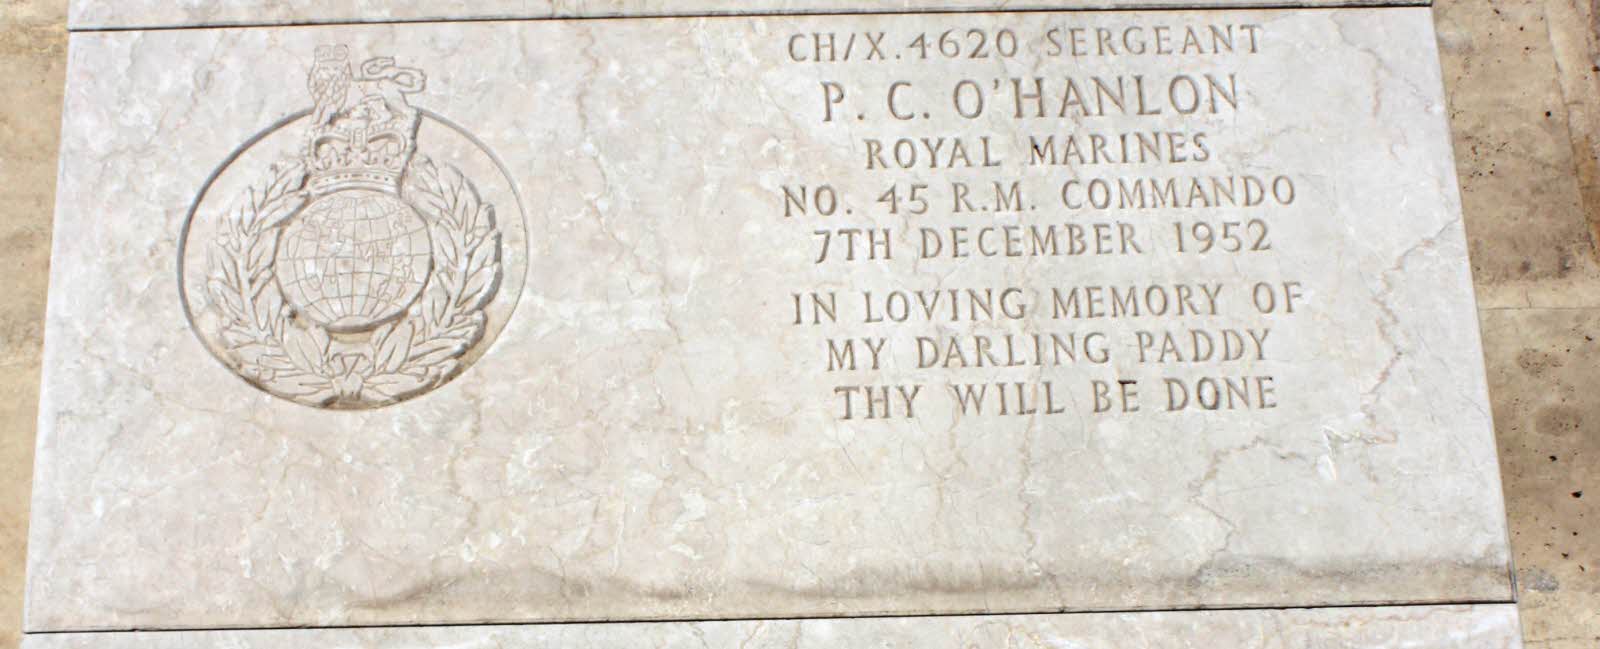 CH/X.4620 SERGEANT
P. C. O'HANLON
ROYAL MARINES
NO. 45 R.M. COMMANDO
7TH DECEMBER 1952
IN LOVING MEMORY OF
MY DARLING PADDY
THY WILL BE DONE